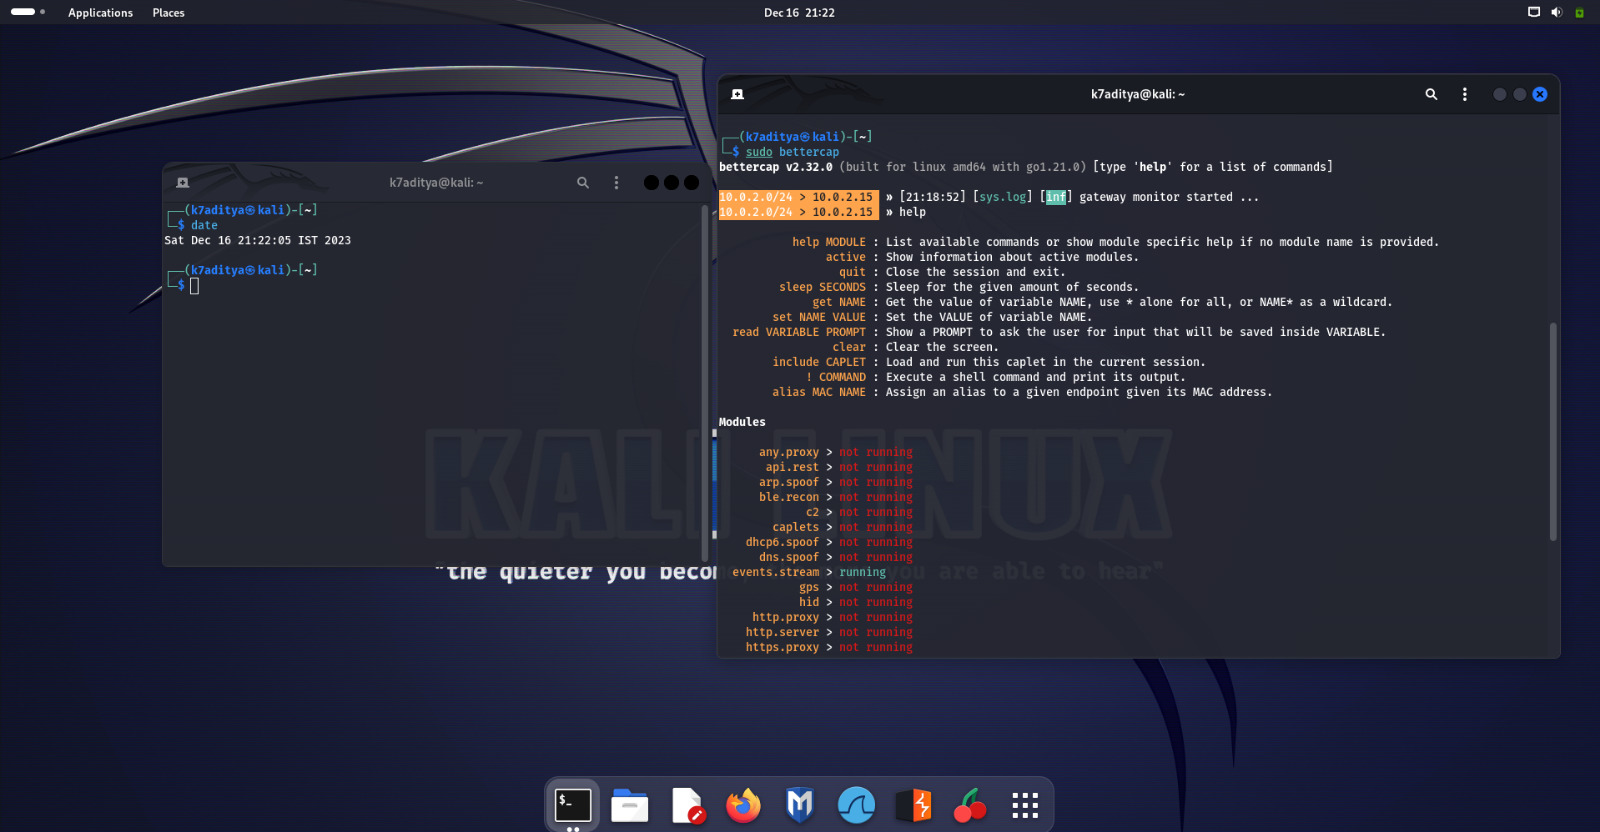 Applications Places Dec 16 21:22
k7aditya@kali: ~
┌──(k7aditya㉿kali)-[~]
└─$ date
Sat Dec 16 21:22:05 IST 2023
┌──(k7aditya㉿kali)-[~]
└─$
k7aditya@kali: ~
┌──(k7aditya㉿kali)-[~]
└─$ sudo bettercap
bettercap v2.32.0 (built for linux amd64 with go1.21.0) [type 'help' for a list of commands]
10.0.2.0/24 > 10.0.2.15 » [21:18:52] [sys.log] [inf] gateway monitor started ...
10.0.2.0/24 > 10.0.2.15 » help
help MODULE : List available commands or show module specific help if no module name is provided.
active : Show information about active modules.
quit : Close the session and exit.
sleep SECONDS : Sleep for the given amount of seconds.
get NAME : Get the value of variable NAME, use * alone for all, or NAME* as a wildcard.
set NAME VALUE : Set the VALUE of variable NAME.
read VARIABLE PROMPT : Show a PROMPT to ask the user for input that will be saved inside VARIABLE.
clear : Clear the screen.
include CAPLET : Load and run this caplet in the current session.
! COMMAND : Execute a shell command and print its output.
alias MAC NAME : Assign an alias to a given endpoint given its MAC address.
Modules
any.proxy > not running
api.rest > not running
arp.spoof > not running
ble.recon > not running
c2 > not running
caplets > not running
dhcp6.spoof > not running
dns.spoof > not running
events.stream > running
gps > not running
hid > not running
http.proxy > not running
http.server > not running
https.proxy > not running
KALI LINUX
"the quieter you become you are able to hear"
$_